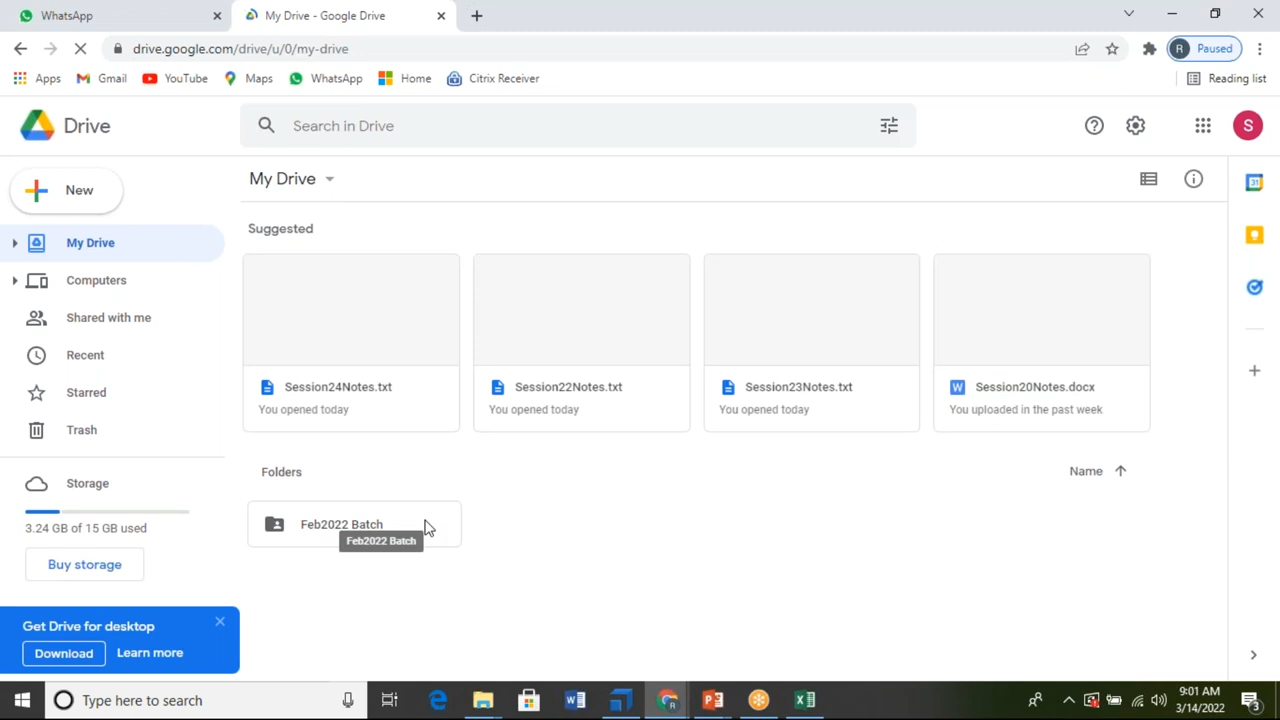 WhatsApp
My Drive - Google Drive
drive.google.com/drive/u/0/my-drive
R Paused
Apps
Gmail
YouTube
Maps
WhatsApp
Home
Citrix Receiver
Reading list
Drive
Search in Drive
S
New
My Drive
31
Suggested
My Drive
Computers
Shared with me
Recent
Starred
Trash
Session24Notes.txt
You opened today
Session22Notes.txt
You opened today
Session23Notes.txt
You opened today
W Session20Notes.docx
You uploaded in the past week
Folders
Name
Storage
3.24 GB of 15 GB used
Buy storage
Feb2022 Batch
Feb2022 Batch
Get Drive for desktop
Download
Learn more
Type here to search
9:01 AM
3/14/2022
3